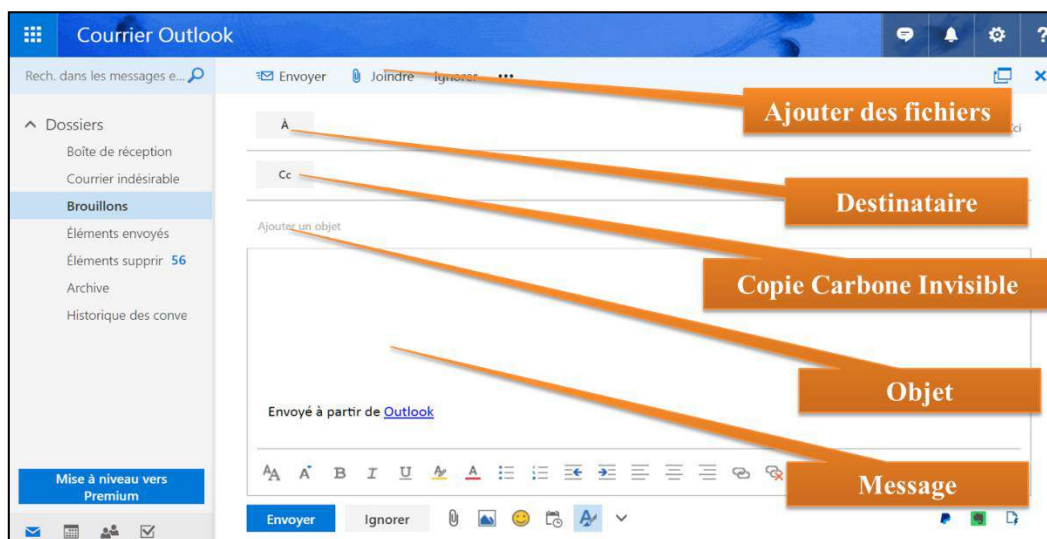 Courrier Outlook
?
Rech. dans les messages e...
Envoyer Joindre Ignorer ...
Ajouter des fichiers
Dossiers
À
Cci
Boîte de réception
Courrier indésirable
Cc
Destinataire
Brouillons
Ajouter un objet
Éléments envoyés
Éléments supprir 56
Archive
Copie Carbone Invisible
Historique des conve
Objet
Envoyé à partir de Outlook
Mise à niveau vers
Premium
Message
Envoyer Ignorer